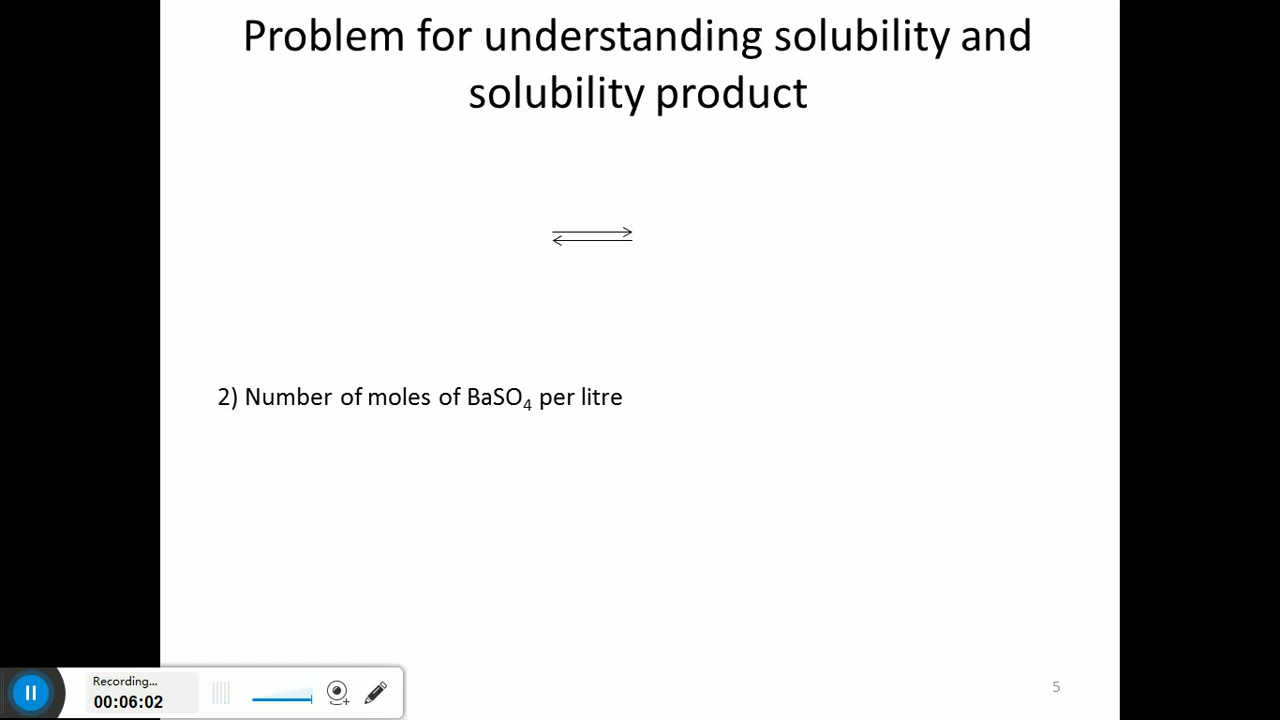 Problem for understanding solubility and
solubility product
2) Number of moles of BaSO₄ per litre
Recording...
00:06:02
5